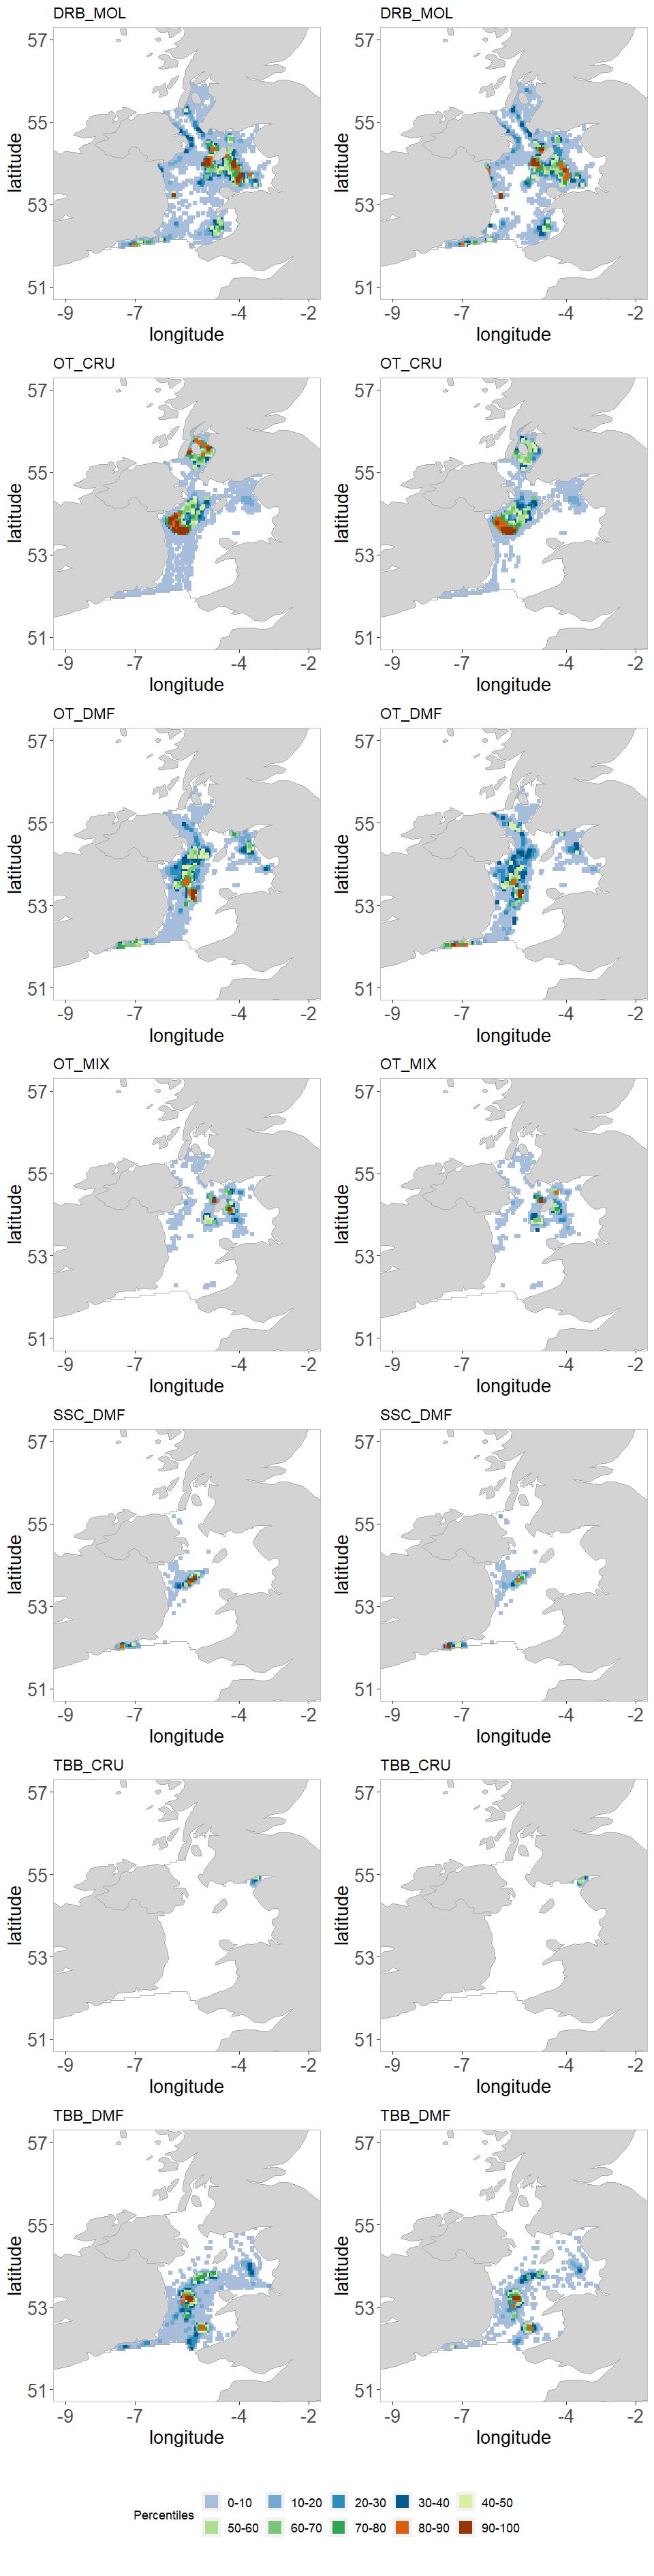 DRB_MOL DRB_MOL
57 57
55 55
53 53
51 51
latitude latitude
-9 -7 -4 -2 -9 -7 -4 -2
longitude longitude
OT_CRU OT_CRU
57 57
55 55
53 53
51 51
latitude latitude
-9 -7 -4 -2 -9 -7 -4 -2
longitude longitude
OT_DMF OT_DMF
57 57
55 55
53 53
51 51
latitude latitude
-9 -7 -4 -2 -9 -7 -4 -2
longitude longitude
OT_MIX OT_MIX
57 57
55 55
53 53
51 51
latitude latitude
-9 -7 -4 -2 -9 -7 -4 -2
longitude longitude
SSC_DMF SSC_DMF
57 57
55 55
53 53
51 51
latitude latitude
-9 -7 -4 -2 -9 -7 -4 -2
longitude longitude
TBB_CRU TBB_CRU
57 57
55 55
53 53
51 51
latitude latitude
-9 -7 -4 -2 -9 -7 -4 -2
longitude longitude
TBB_DMF TBB_DMF
57 57
55 55
53 53
51 51
latitude latitude
-9 -7 -4 -2 -9 -7 -4 -2
longitude longitude
Percentiles
0-10 10-20 20-30 30-40 40-50
50-60 60-70 70-80 80-90 90-100